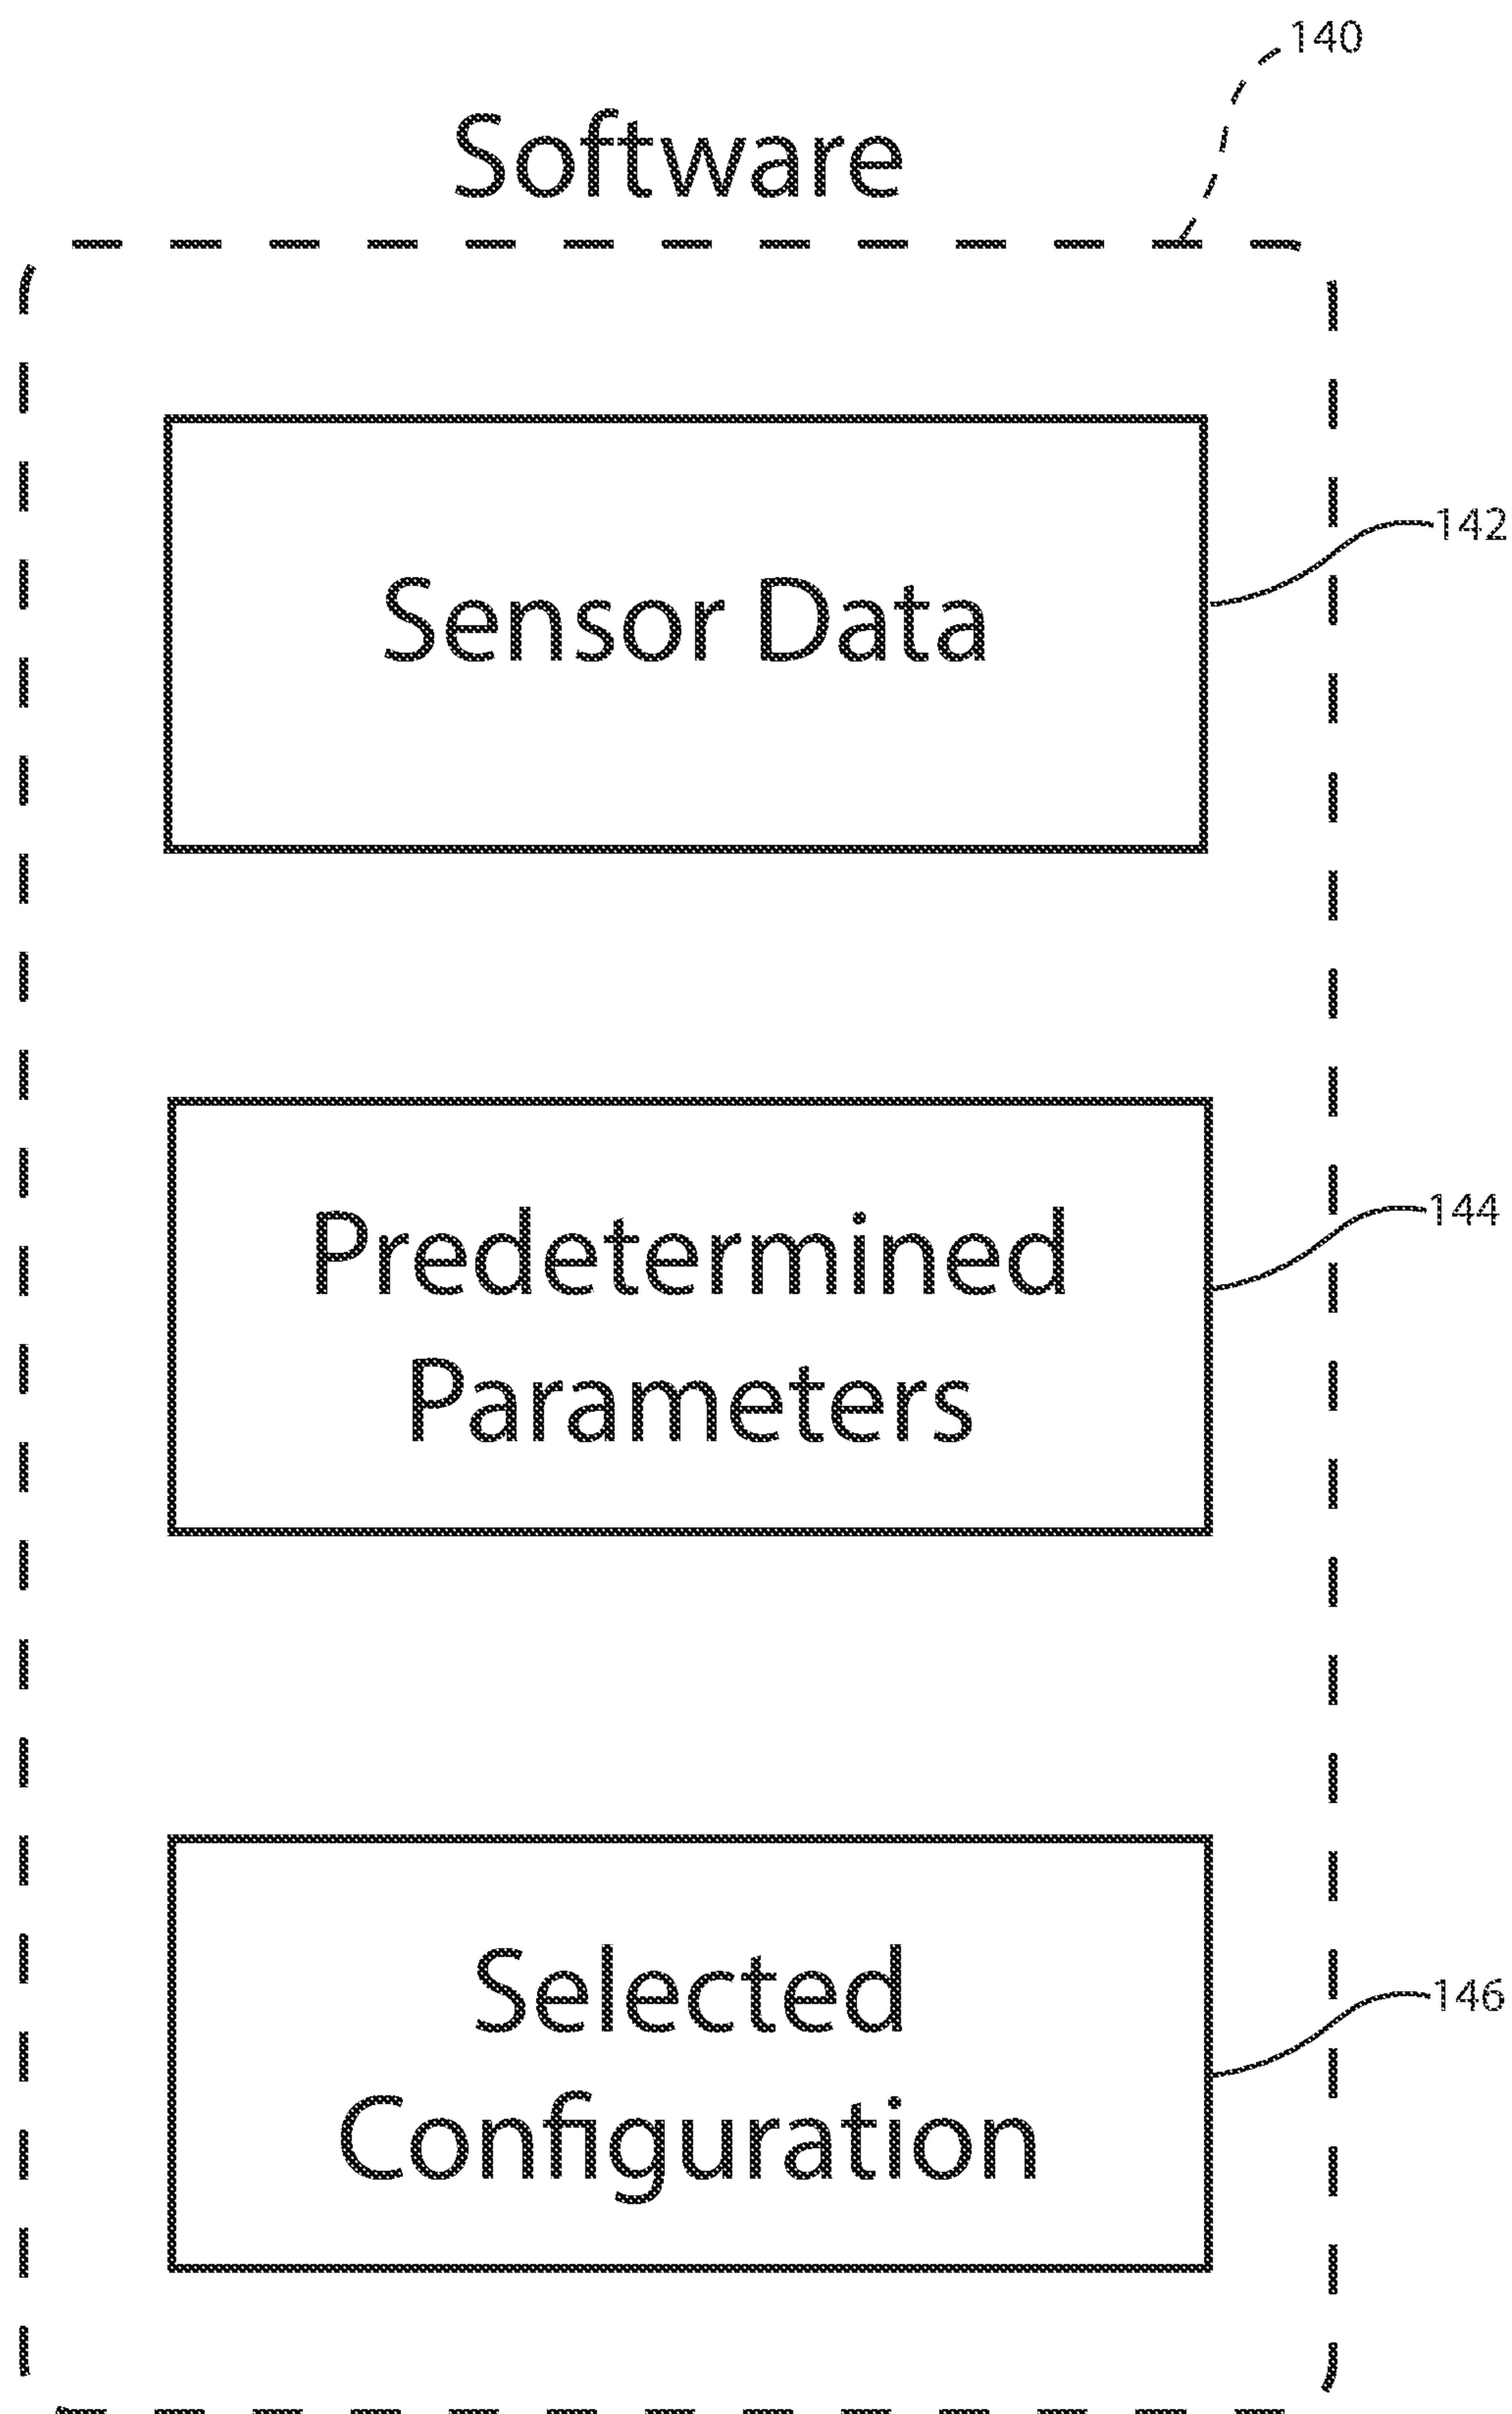 140
Software
142
Sensor Data
144
Predetermined
Parameters
146
Selected
Configuration